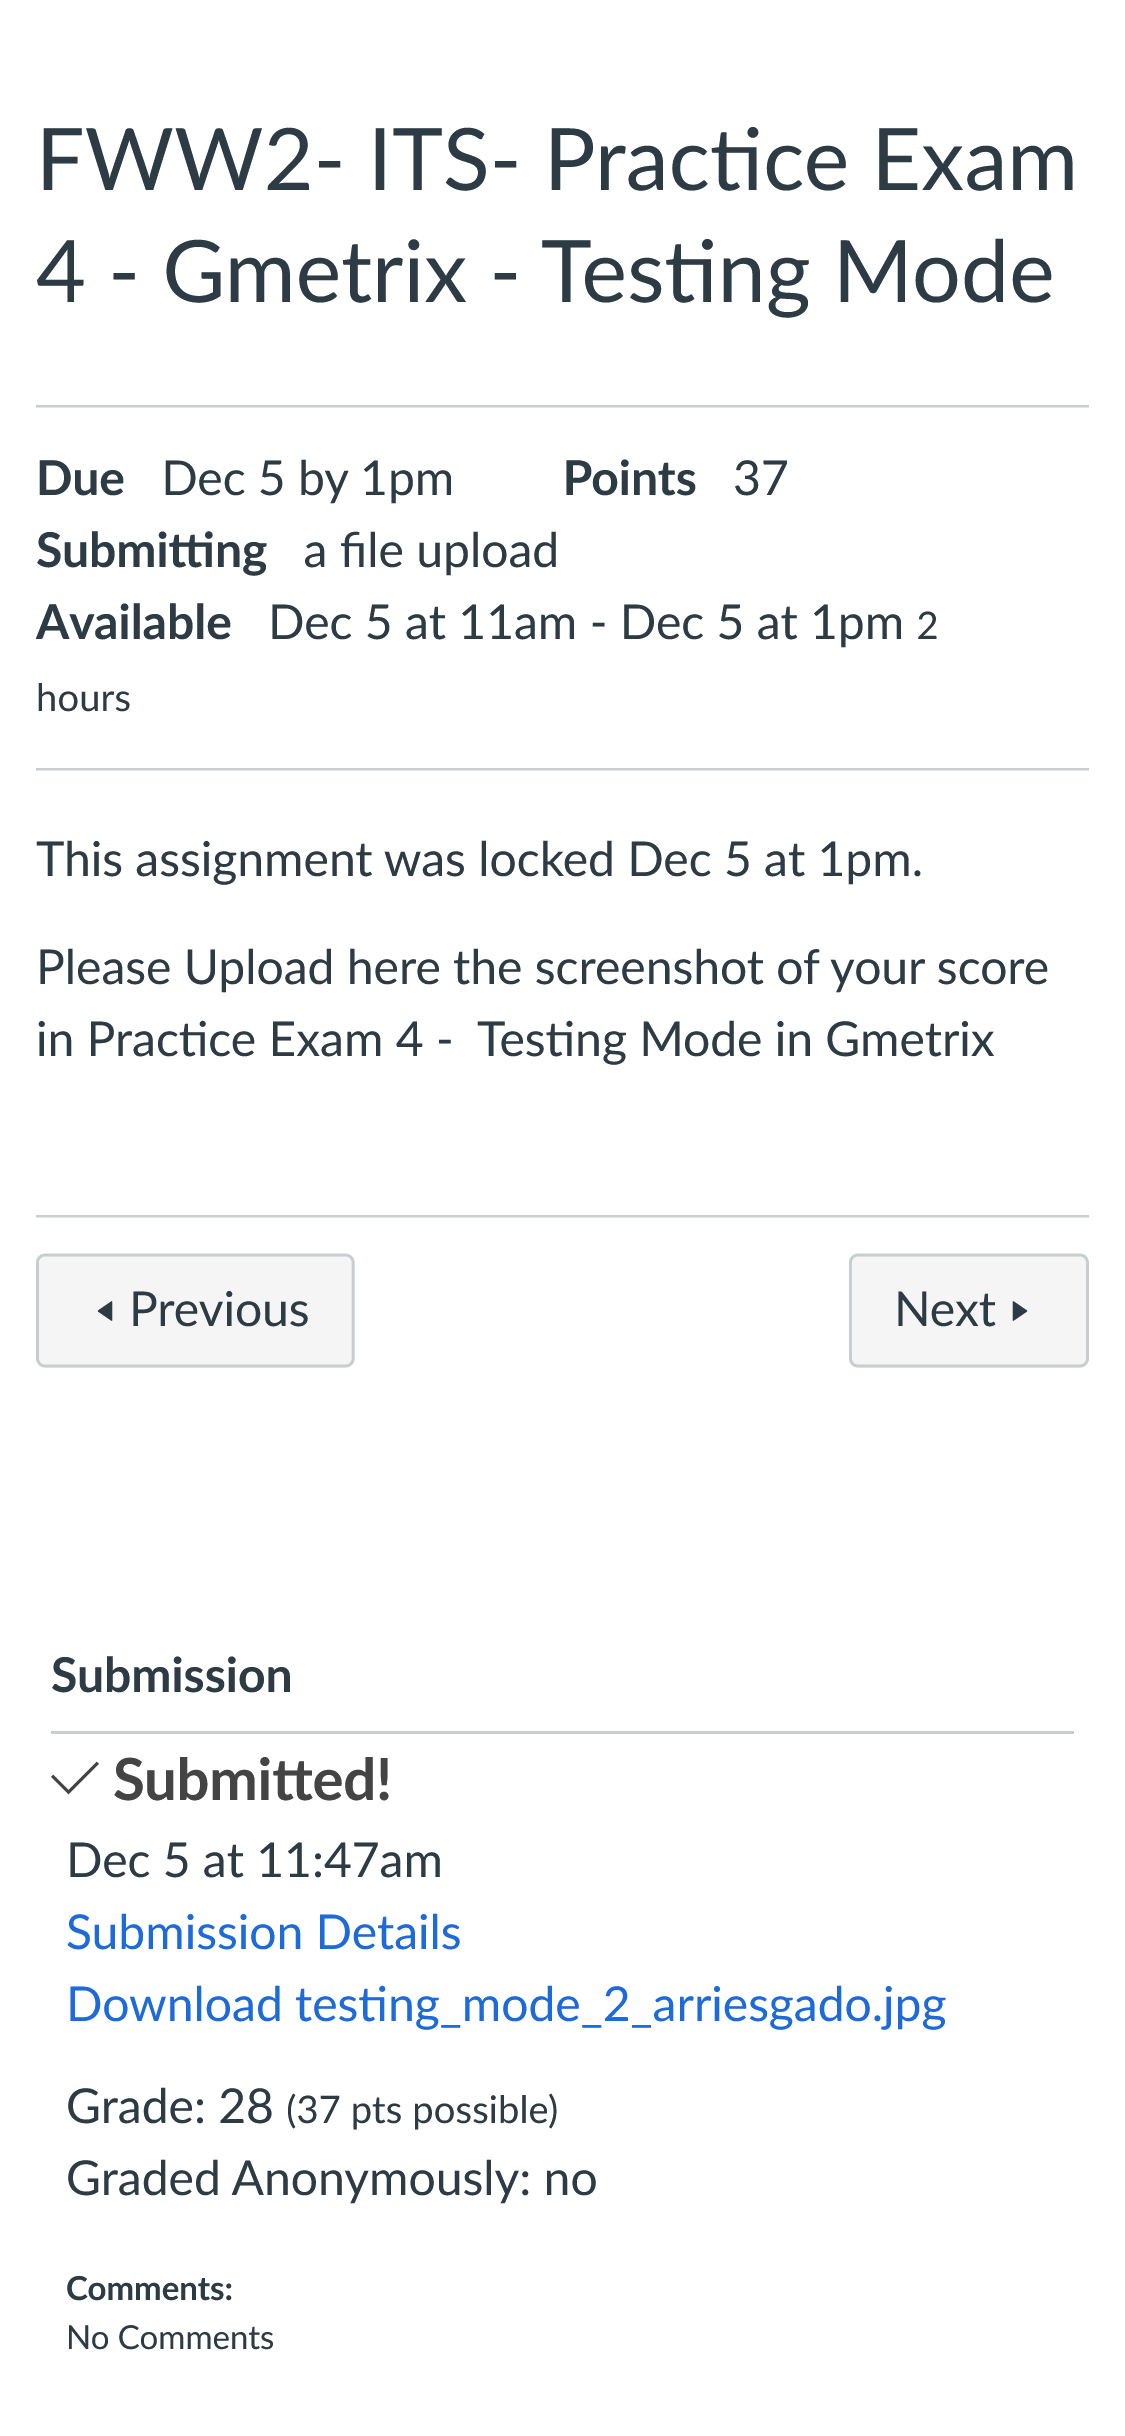 FWW2- ITS- Practice Exam
4 - Gmetrix - Testing Mode
Due Dec 5 by 1pm Points 37
Submitting a file upload
Available Dec 5 at 11am - Dec 5 at 1pm 2
hours
This assignment was locked Dec 5 at 1pm.
Please Upload here the screenshot of your score
in Practice Exam 4 -  Testing Mode in Gmetrix
Previous Next
Submission
Submitted!
Dec 5 at 11:47am
Submission Details
Download testing_mode_2_arriesgado.jpg
Grade: 28 (37 pts possible)
Graded Anonymously: no
Comments:
No Comments